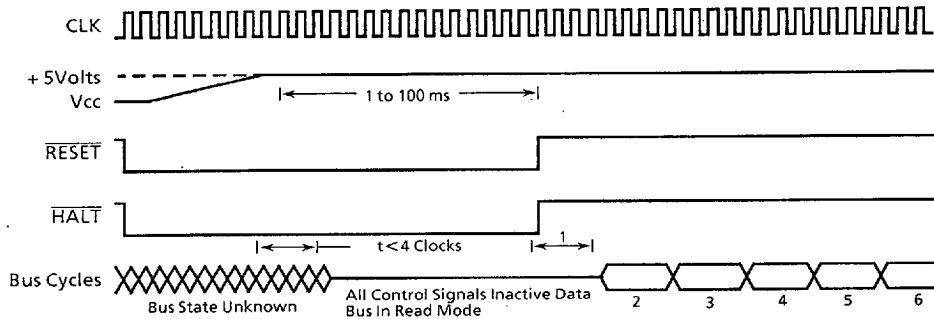 CLK
+ 5Volts
Vcc
1 to 100 ms
RESET
HALT
t<4 Clocks
1
Bus Cycles
Bus State Unknown
All Control Signals Inactive Data
Bus In Read Mode
2 3 4 5 6